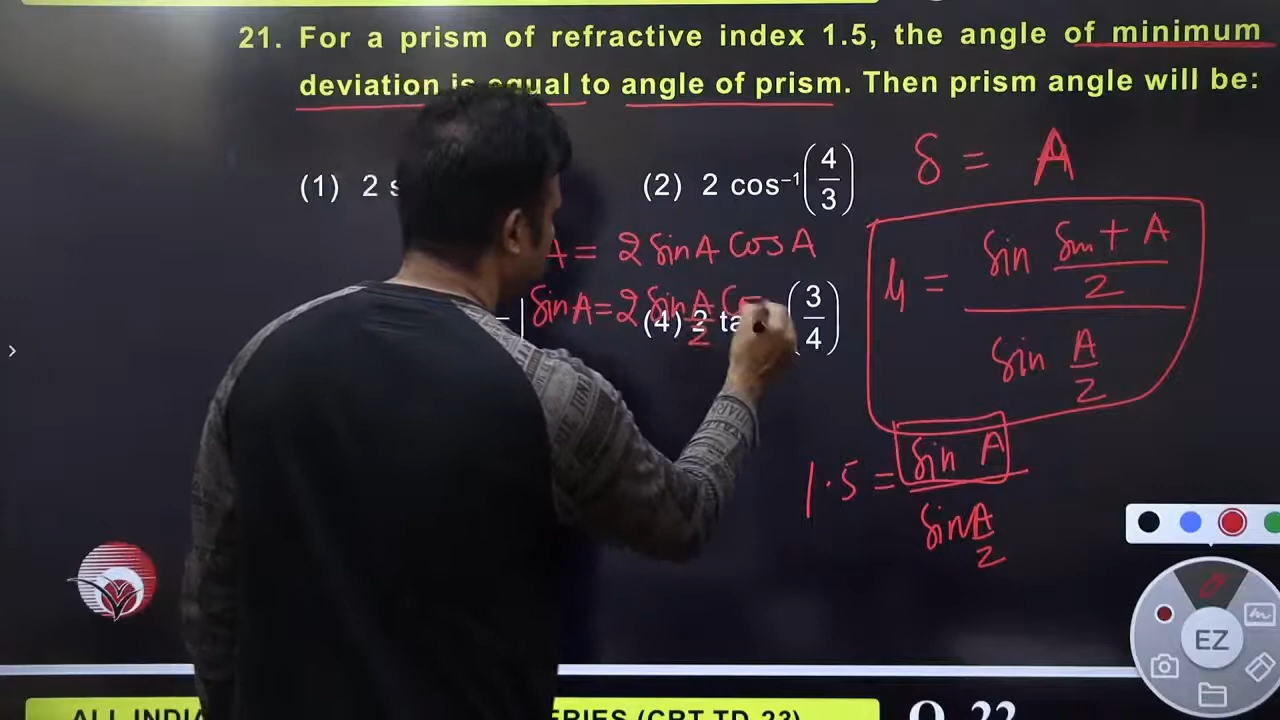 21. For a prism of refractive index 1.5, the angle of minimum
deviation is equal to angle of prism. Then prism angle will be:
(1) 2 s
(2) 2 cos⁻¹(4/3)
δ = A
A = 2 sin A Cos A
μ = sin (δm + A)/2 / sin A/2
sin A = 2 sin A/2 Co
(4) 2 ta (3/4)
1.5 = sin A / sin A/2
EZ
ALL INDIA
ERIES (CBT TD-23)
Q. 22